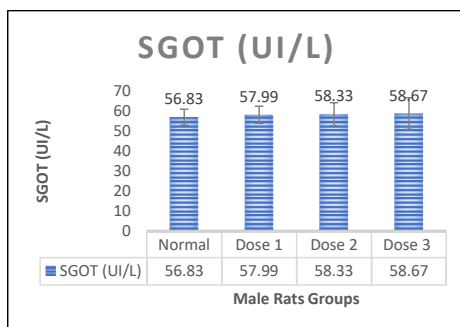 SGOT (UI/L)
SGOT (UI/L)
70
60
50
40
30
20
10
0
56.83 57.99 58.33 58.67
Normal Dose 1 Dose 2 Dose 3
SGOT (UI/L) 56.83 57.99 58.33 58.67
Male Rats Groups